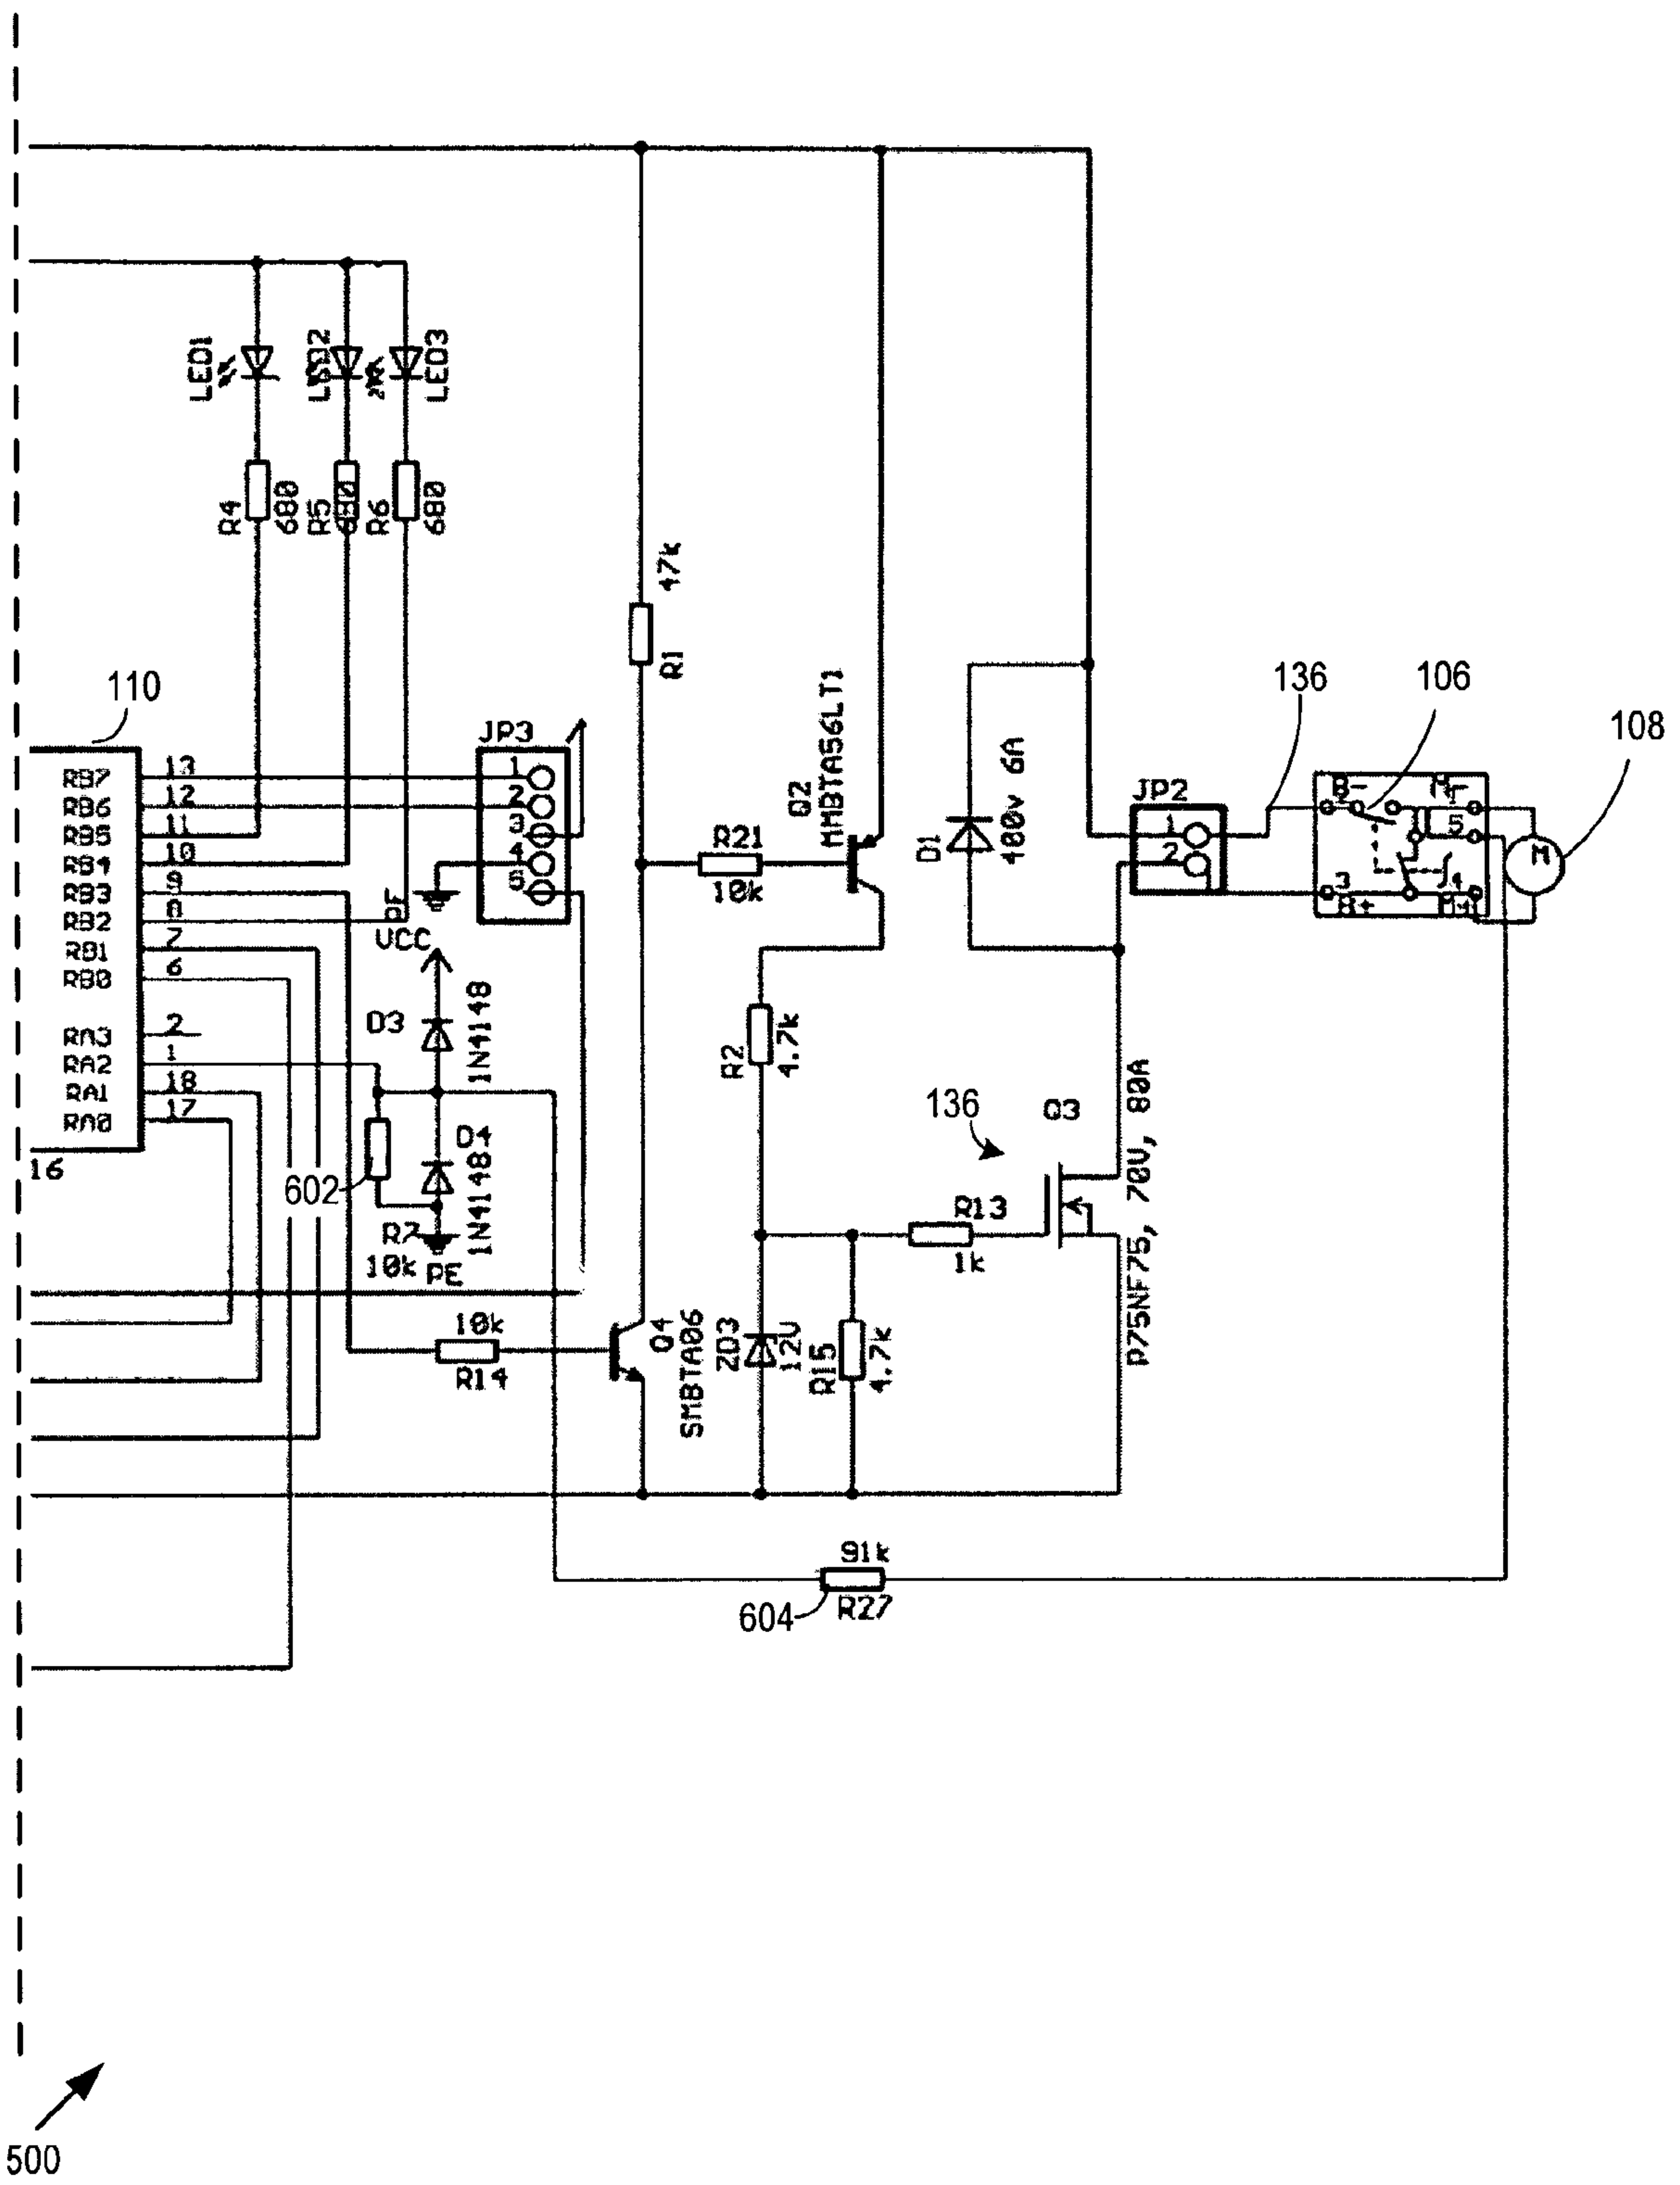 LED1
LED2
LED3
R4
680
R5
680
R6
680
47k
R1
110
JP3
1
2
3
4
5
RB7
13
RB6
12
RB5
11
RB4
10
RB3
9
RB2
8
RB1
7
RB0
6
RA3
2
RA2
1
RA1
18
RA0
17
16
VCC
D3
1N4148
D4
1N4148
602
R7
10k
PE
10k
R14
Q4
SMBTA06
R21
10k
Q2
MMBTA56LT1
R2
4.7k
D1
400v 6A
JP2
1
2
136
106
108
B-
2
M-
1
5
3
B+
4
M+
M
136
Q3
P75NF75, 70V, 80A
R13
1k
ZD3
12V
R15
4.7k
91k
604
R27
500